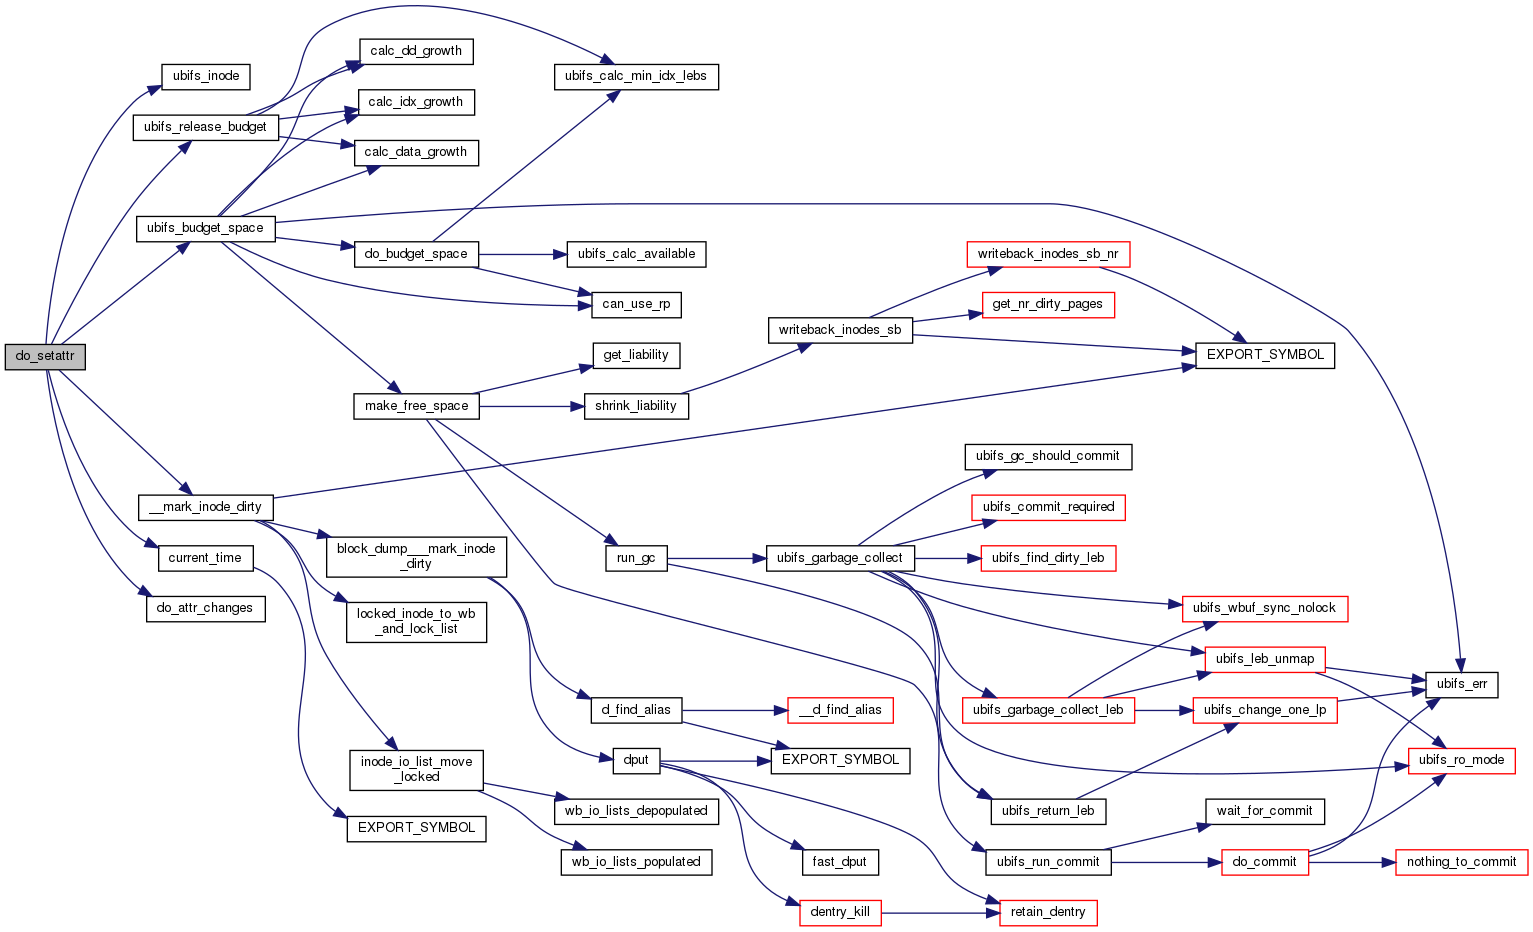 do_setattr
ubifs_inode
ubifs_release_budget
ubifs_budget_space
__mark_inode_dirty
current_time
do_attr_changes
calc_dd_growth
calc_idx_growth
calc_data_growth
do_budget_space
make_free_space
block_dump___mark_inode
_dirty
locked_inode_to_wb
_and_lock_list
inode_io_list_move
_locked
EXPORT_SYMBOL
ubifs_calc_min_idx_lebs
ubifs_calc_available
can_use_rp
get_liability
shrink_liability
run_gc
d_find_alias
dput
wb_io_lists_depopulated
wb_io_lists_populated
writeback_inodes_sb
ubifs_garbage_collect
__d_find_alias
EXPORT_SYMBOL
fast_dput
dentry_kill
writeback_inodes_sb_nr
get_nr_dirty_pages
ubifs_gc_should_commit
ubifs_commit_required
ubifs_find_dirty_leb
ubifs_garbage_collect_leb
ubifs_return_leb
ubifs_run_commit
retain_dentry
EXPORT_SYMBOL
ubifs_wbuf_sync_nolock
ubifs_leb_unmap
ubifs_change_one_lp
wait_for_commit
do_commit
ubifs_err
ubifs_ro_mode
nothing_to_commit